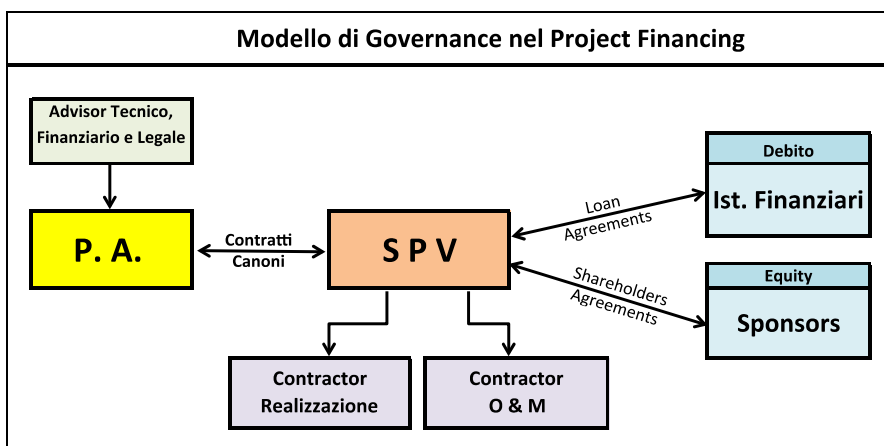 Modello di Governance nel Project Financing
Advisor Tecnico,
Finanziario e Legale
P. A.
Contratti
Canoni
S P V
Loan
Agreements
Shareholders
Agreements
Debito
Ist. Finanziari
Equity
Sponsors
Contractor
Realizzazione
Contractor
O & M